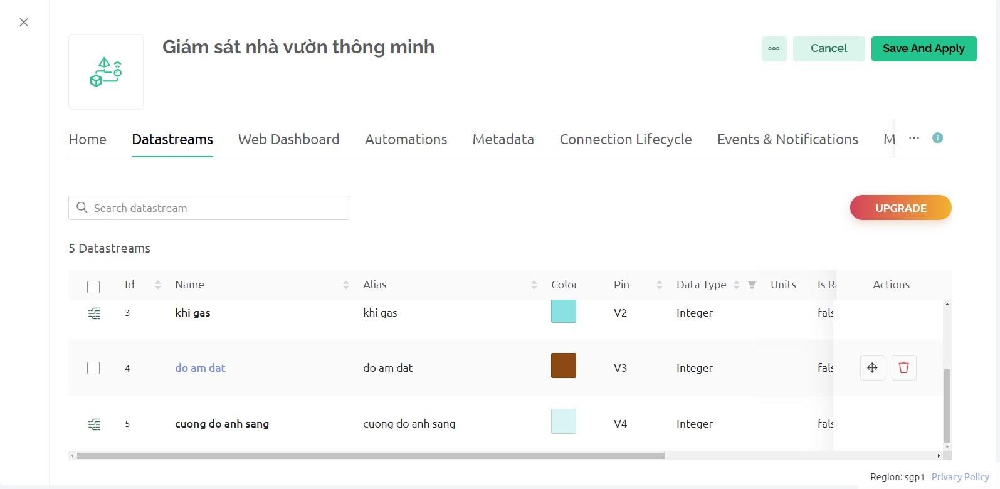 Giám sát nhà vườn thông minh
Cancel
Save And Apply
Home Datastreams Web Dashboard Automations Metadata Connection Lifecycle Events & Notifications M ...
Search datastream
UPGRADE
5 Datastreams
Id Name Alias Color Pin Data Type Units Is Ra Actions
3 khi gas khi gas V2 Integer fals
4 do am dat do am dat V3 Integer fals
5 cuong do anh sang cuong do anh sang V4 Integer fals
Region: sgp1 Privacy Policy